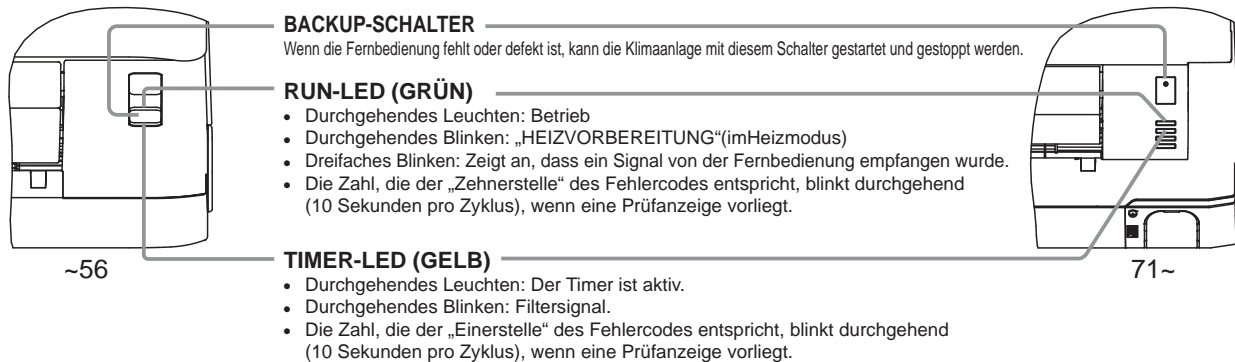 BACKUP-SCHALTER
Wenn die Fernbedienung fehlt oder defekt ist, kann die Klimaanlage mit diesem Schalter gestartet und gestoppt werden.
RUN-LED (GRÜN)
• Durchgehendes Leuchten: Betrieb
• Durchgehendes Blinken: „HEIZVORBEREITUNG“(imHeizmodus)
• Dreifaches Blinken: Zeigt an, dass ein Signal von der Fernbedienung empfangen wurde.
• Die Zahl, die der „Zehnerstelle“ des Fehlercodes entspricht, blinkt durchgehend
(10 Sekunden pro Zyklus), wenn eine Prüfanzeige vorliegt.
~56
TIMER-LED (GELB)
71~
• Durchgehendes Leuchten: Der Timer ist aktiv.
• Durchgehendes Blinken: Filtersignal.
• Die Zahl, die der „Einerstelle“ des Fehlercodes entspricht, blinkt durchgehend
(10 Sekunden pro Zyklus), wenn eine Prüfanzeige vorliegt.